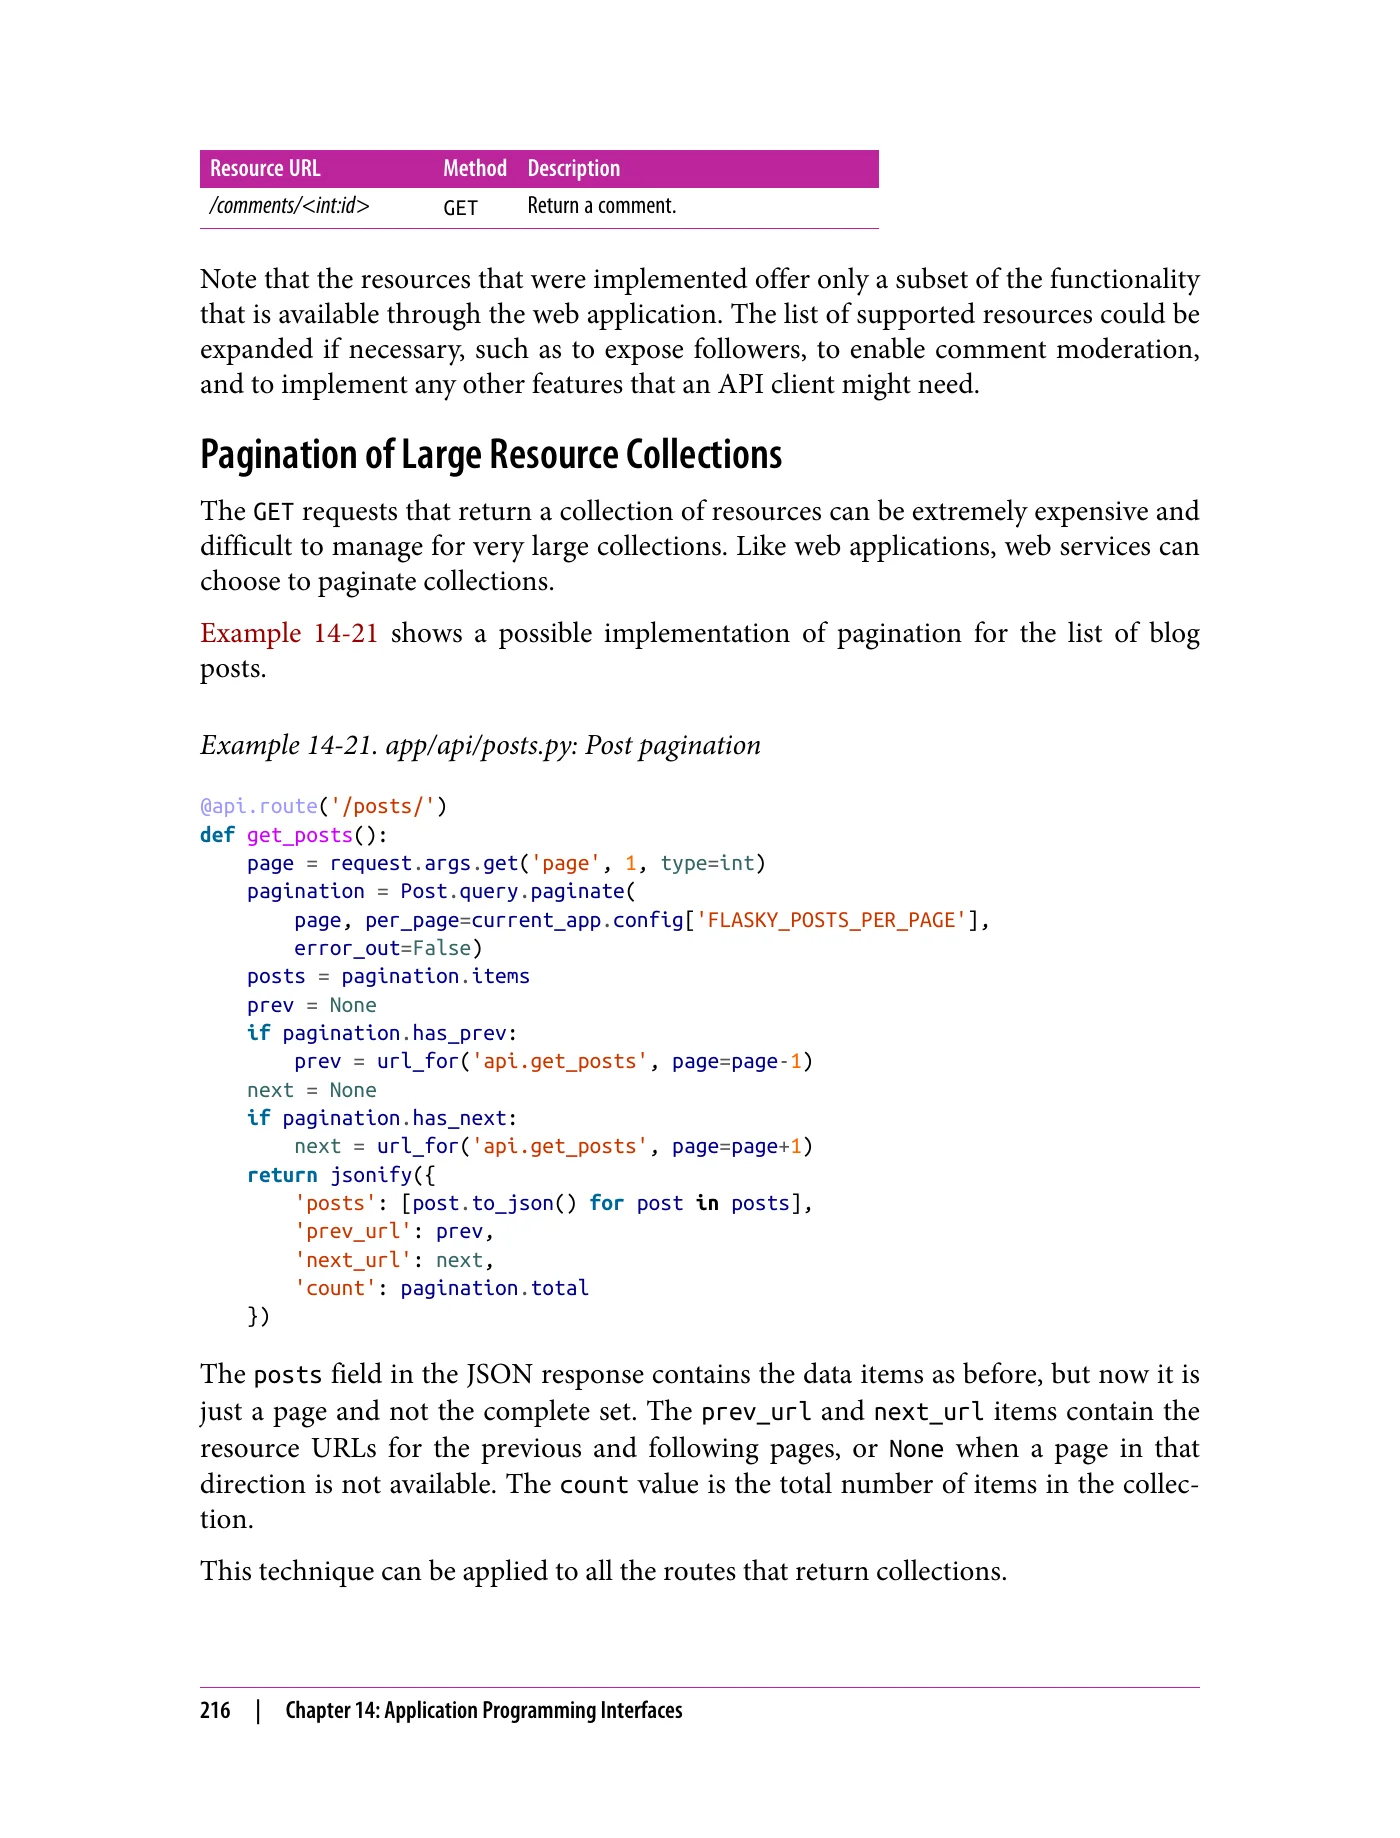 Resource URL Method Description
/comments/<int:id> GET Return a comment.
Note that the resources that were implemented offer only a subset of the functionality
that is available through the web application. The list of supported resources could be
expanded if necessary, such as to expose followers, to enable comment moderation,
and to implement any other features that an API client might need.
Pagination of Large Resource Collections
The GET requests that return a collection of resources can be extremely expensive and
difficult to manage for very large collections. Like web applications, web services can
choose to paginate collections.
Example 14-21 shows a possible implementation of pagination for the list of blog
posts.
Example 14-21. app/api/posts.py: Post pagination
@api.route('/posts/')
def get_posts():
    page = request.args.get('page', 1, type=int)
    pagination = Post.query.paginate(
        page, per_page=current_app.config['FLASKY_POSTS_PER_PAGE'],
        error_out=False)
    posts = pagination.items
    prev = None
    if pagination.has_prev:
        prev = url_for('api.get_posts', page=page-1)
    next = None
    if pagination.has_next:
        next = url_for('api.get_posts', page=page+1)
    return jsonify({
        'posts': [post.to_json() for post in posts],
        'prev_url': prev,
        'next_url': next,
        'count': pagination.total
    })
The posts field in the JSON response contains the data items as before, but now it is
just a page and not the complete set. The prev_url and next_url items contain the
resource URLs for the previous and following pages, or None when a page in that
direction is not available. The count value is the total number of items in the collec-
tion.
This technique can be applied to all the routes that return collections.
216 | Chapter 14: Application Programming Interfaces